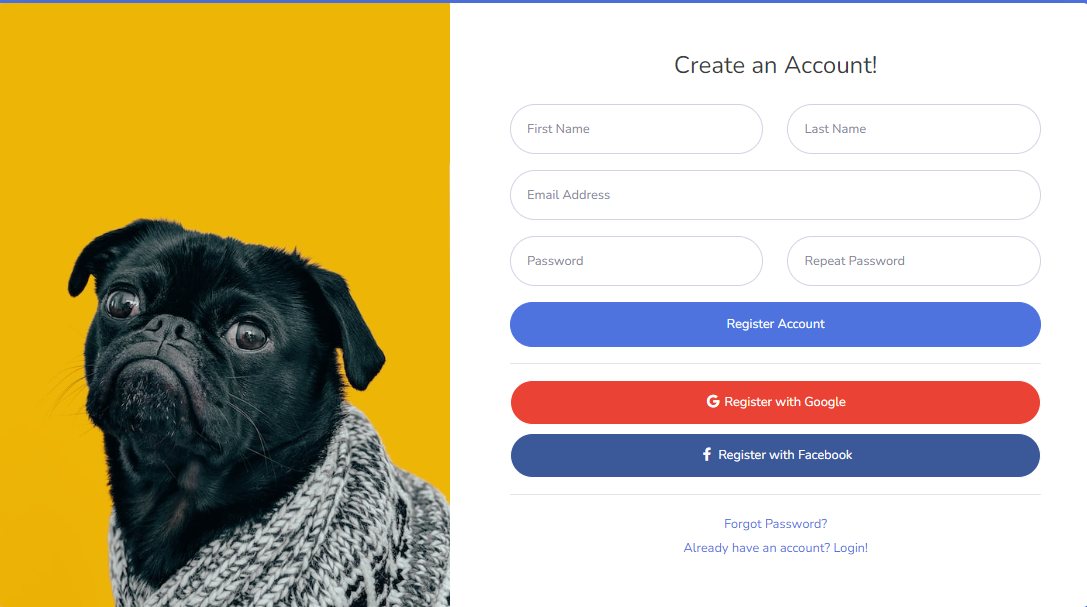 Create an Account!
First Name
Last Name
Email Address
Password
Repeat Password
Register Account
Register with Google
Register with Facebook
Forgot Password?
Already have an account? Login!